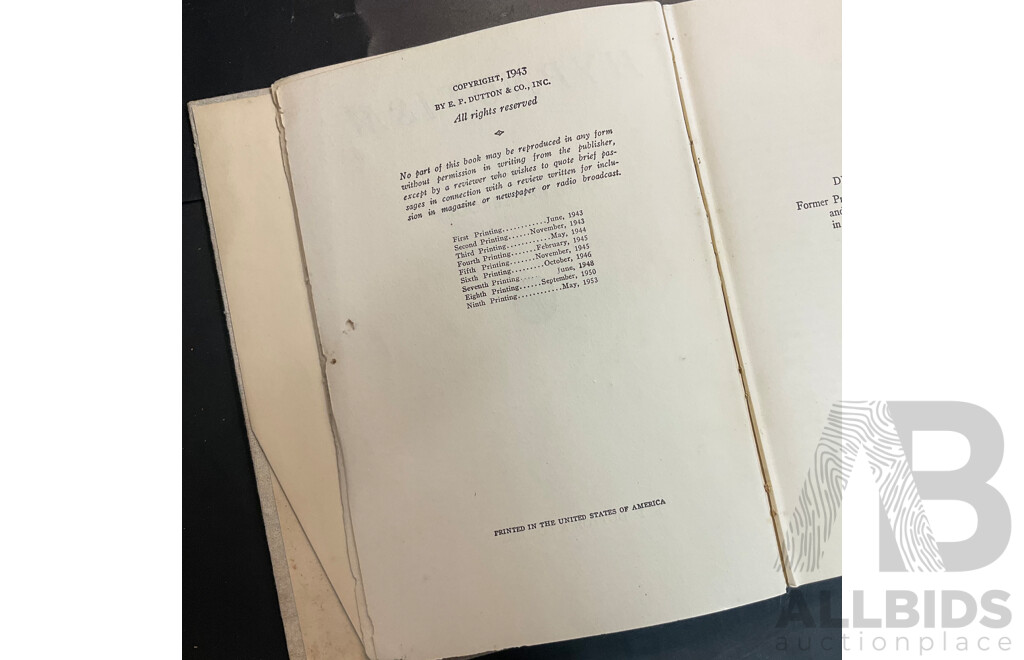 COPYRIGHT, 1943
BY E. P. DUTTON & CO., INC.
All rights reserved
No part of this book may be reproduced in any form
without permission in writing from the publisher,
except by a reviewer who wishes to quote brief pas-
sages in connection with a review written for inclu-
sion in magazine or newspaper or radio broadcast.
First Printing............June, 1943
Second Printing......November, 1943
Third Printing............May, 1944
Fourth Printing.......February, 1945
Fifth Printing.......November, 1945
Sixth Printing.........October, 1946
Seventh Printing..... June, 1948
Eighth Printing......September, 1950
Ninth Printing............May, 1953
PRINTED IN THE UNITED STATES OF AMERICA
D
Former Pr
and
in
AB
ALLBIDS
auctionplace